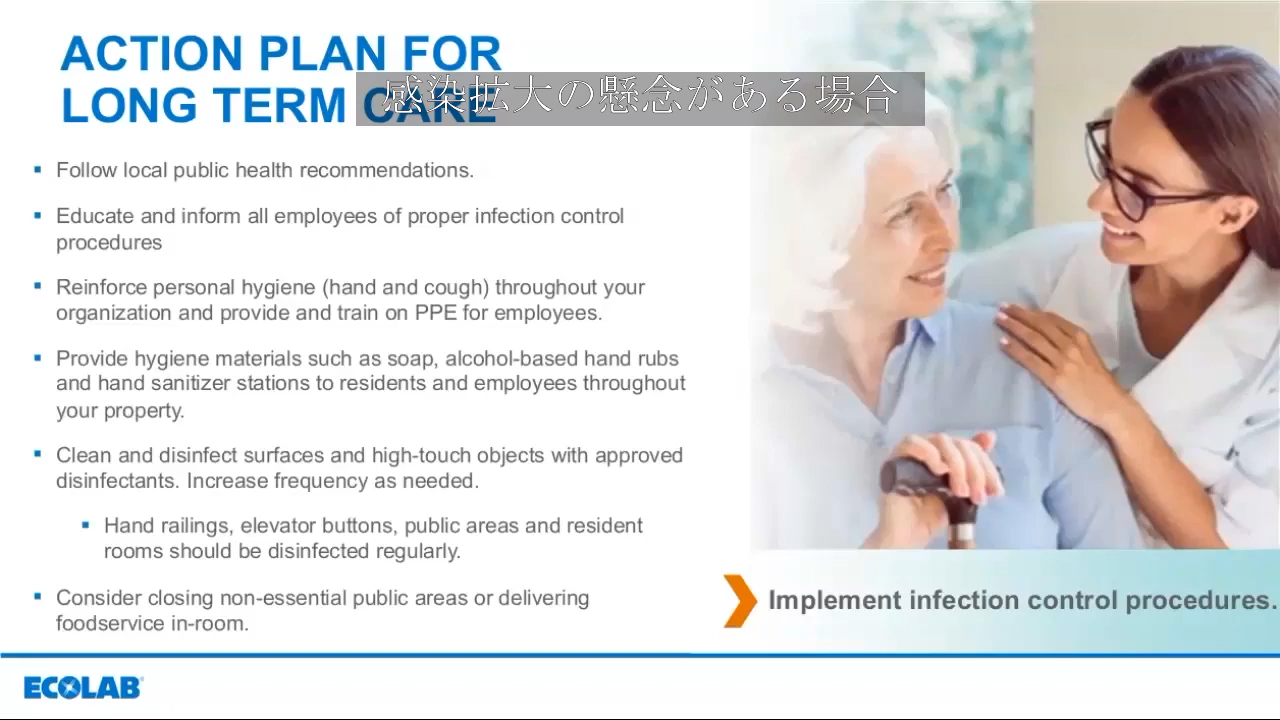 ACTION PLAN FOR
LONG TERM CARE
感染拡大の懸念がある場合
▪ Follow local public health recommendations.
▪ Educate and inform all employees of proper infection control
procedures
▪ Reinforce personal hygiene (hand and cough) throughout your
organization and provide and train on PPE for employees.
▪ Provide hygiene materials such as soap, alcohol-based hand rubs
and hand sanitizer stations to residents and employees throughout
your property.
▪ Clean and disinfect surfaces and high-touch objects with approved
disinfectants. Increase frequency as needed.
▪ Hand railings, elevator buttons, public areas and resident
rooms should be disinfected regularly.
▪ Consider closing non-essential public areas or delivering
foodservice in-room.
Implement infection control procedures.
ECOLAB®